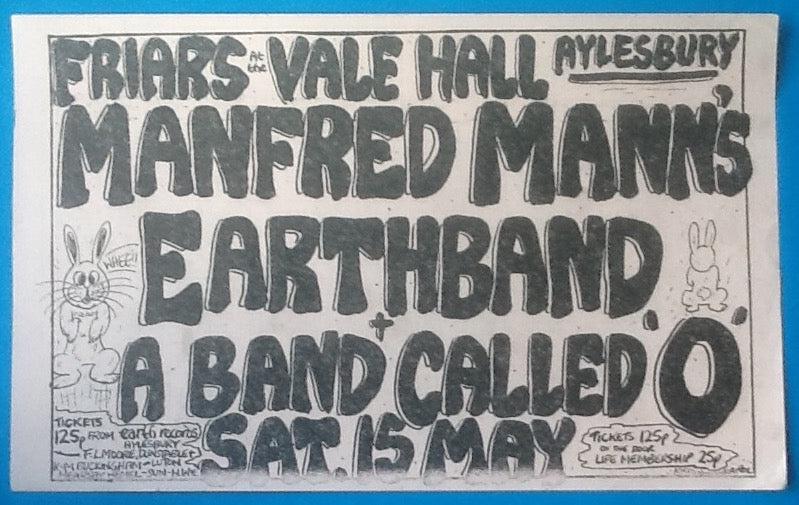 FRIARS At the VALE HALL AYLESBURY
MANFRED MANN'S
EARTHBAND
WHEE!!
+
A BAND CALLED 'O'
SAT. 15 MAY
TICKETS
125p FROM earth records
AYLESBURY
F.L MOORE, DUNSTABLE +
LUTON
TICKETS 125p
ON THE DOOR
LIFE MEMBERSHIP 25p